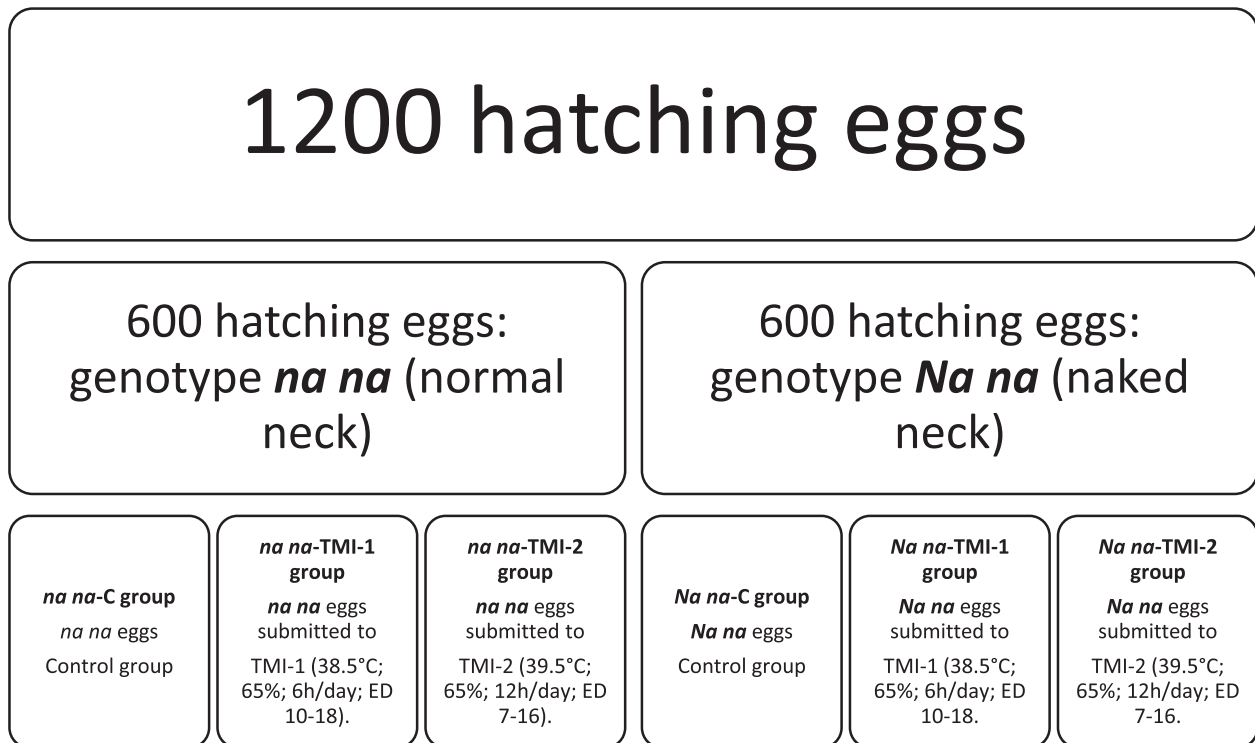 1200 hatching eggs
600 hatching eggs:
genotype na na (normal
neck)
600 hatching eggs:
genotype Na na (naked
neck)
na na-C group
na na eggs
Control group
na na-TMI-1
group
na na eggs
submitted to
TMI-1 (38.5°C;
65%; 6h/day; ED
10-18).
na na-TMI-2
group
na na eggs
submitted to
TMI-2 (39.5°C;
65%; 12h/day; ED
7-16).
Na na-C group
Na na eggs
Control group
Na na-TMI-1
group
Na na eggs
submitted to
TMI-1 (38.5°C;
65%; 6h/day; ED
10-18.
Na na-TMI-2
group
Na na eggs
submitted to
TMI-2 (39.5°C;
65%; 12h/day; ED
7-16.